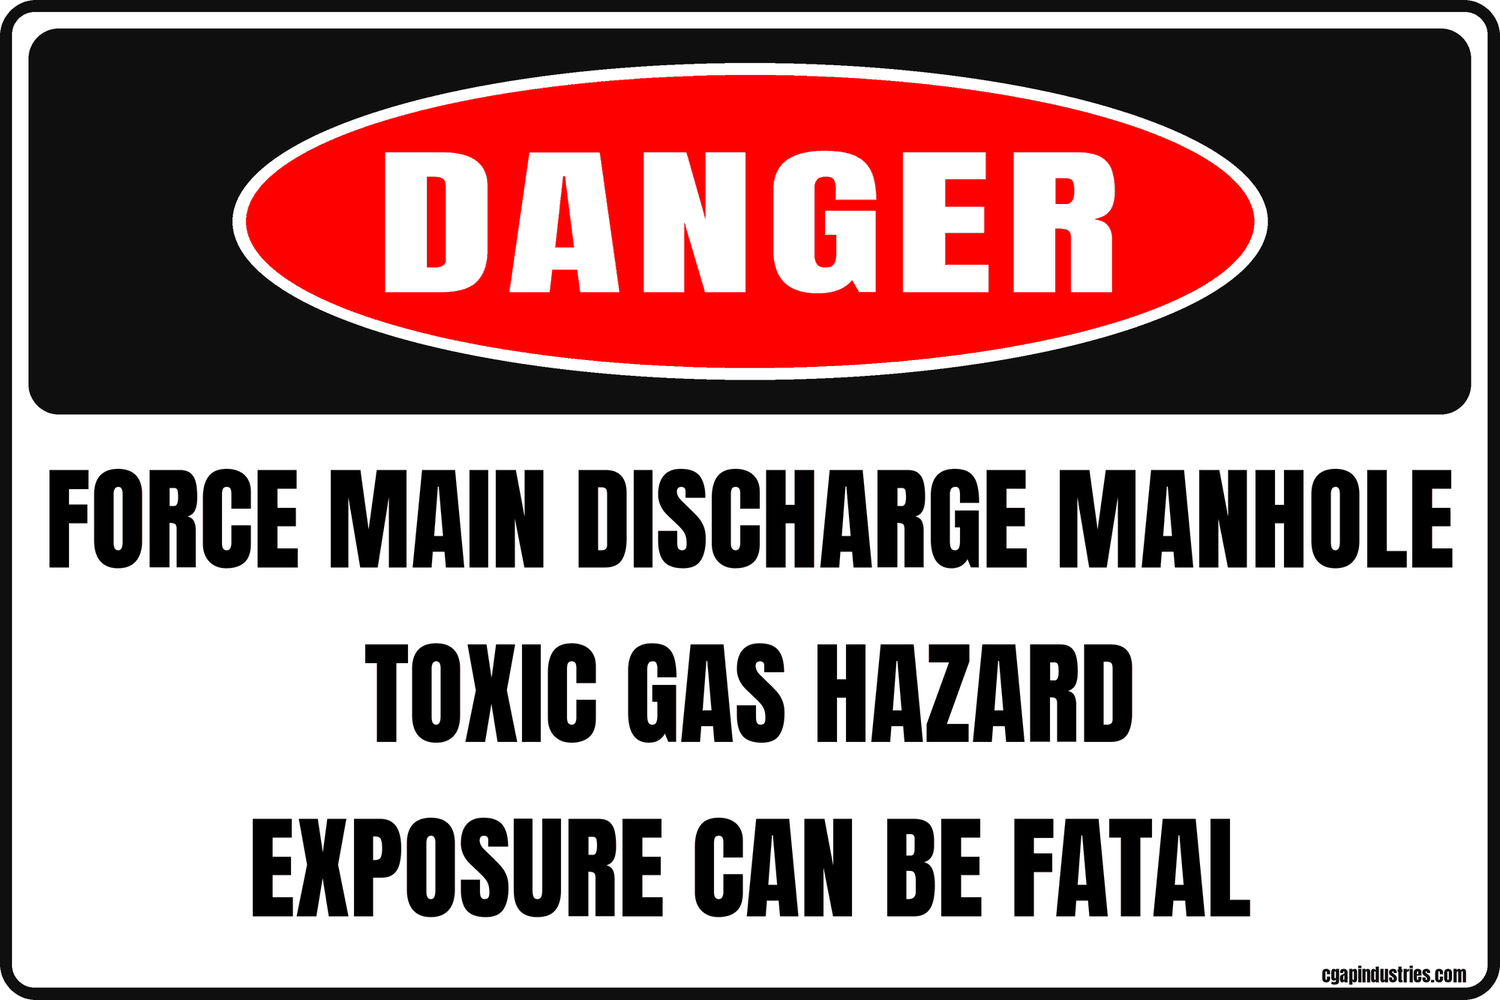 DANGER
FORCE MAIN DISCHARGE MANHOLE
TOXIC GAS HAZARD
EXPOSURE CAN BE FATAL
cgapindustries.com